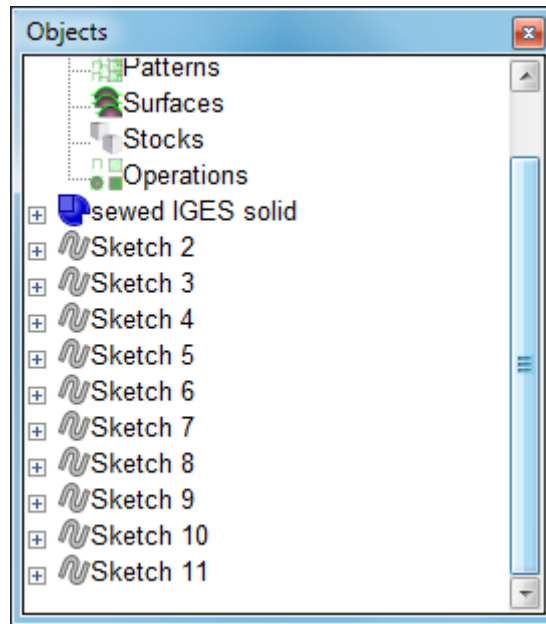 Objects
Patterns
Surfaces
Stocks
Operations
sewed IGES solid
Sketch 2
Sketch 3
Sketch 4
Sketch 5
Sketch 6
Sketch 7
Sketch 8
Sketch 9
Sketch 10
Sketch 11